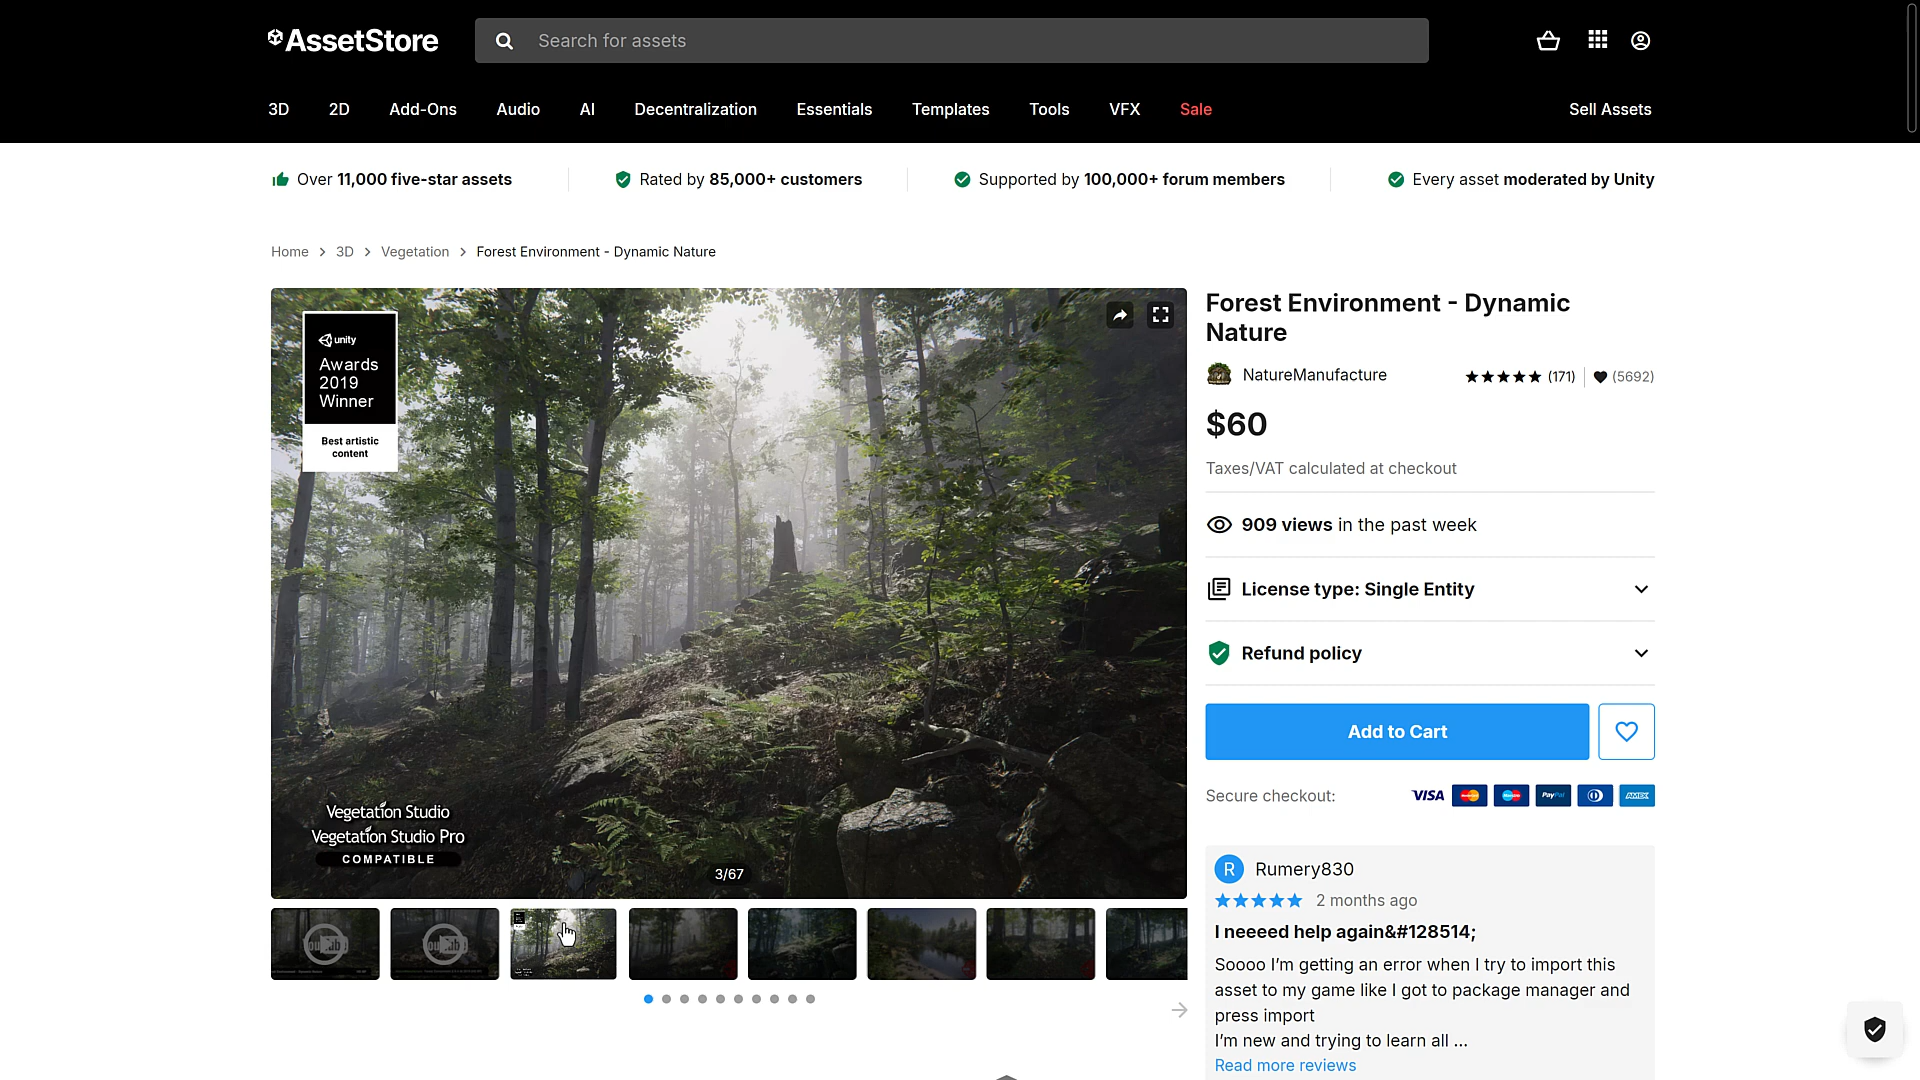 AssetStore
Search for assets
3D
2D
Add-Ons
Audio
AI
Decentralization
Essentials
Templates
Tools
VFX
Sale
Sell Assets
Over 11,000 five-star assets
Rated by 85,000+ customers
Supported by 100,000+ forum members
Every asset moderated by Unity
Home
3D
Vegetation
Forest Environment - Dynamic Nature
unity
Awards
2019
Winner
Best artistic
content
Vegetation Studio
Vegetation Studio Pro
COMPATIBLE
3/67
Forest Environment - Dynamic
Nature
NatureManufacture
(171)
(5692)
$60
Taxes/VAT calculated at checkout
909 views in the past week
License type: Single Entity
Refund policy
Add to Cart
Secure checkout:
VISA
PayPal
AMEX
R
Rumery830
2 months ago
I neeeed help again&#128514;
Soooo I’m getting an error when I try to import this
asset to my game like I got to package manager and
press import
I’m new and trying to learn all ...
Read more reviews